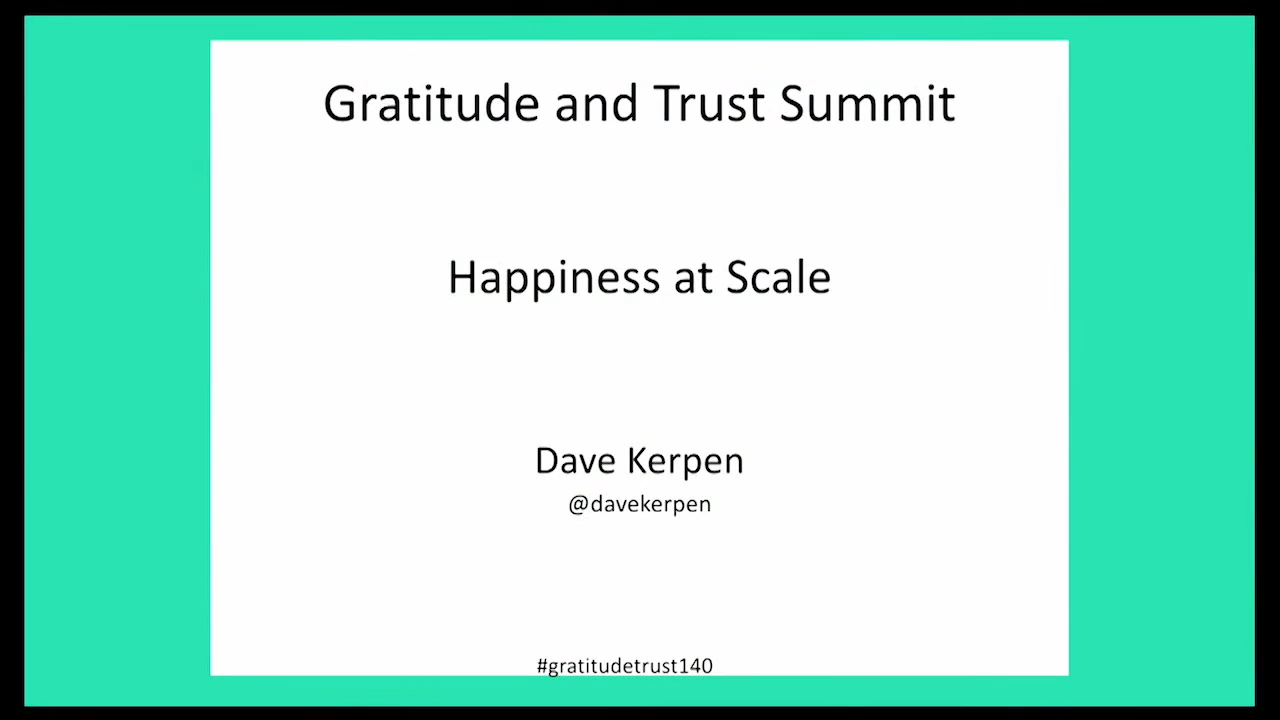 Gratitude and Trust Summit
Happiness at Scale
Dave Kerpen
@davekerpen
#gratitudetrust140